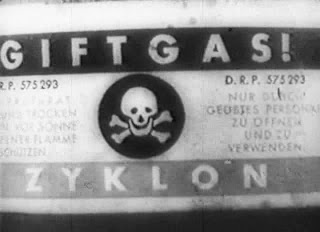 GIFTGAS!
D.R.P. 575 293
TROCKEN
VOR SONNE
FLAMME
SCHÜTZEN.
D.R.P. 575 293
NUR DURCH
GEÜBTES PERSONAL
ZU ÖFFNEN
UND ZU
VERWENDEN.
ZYKLON